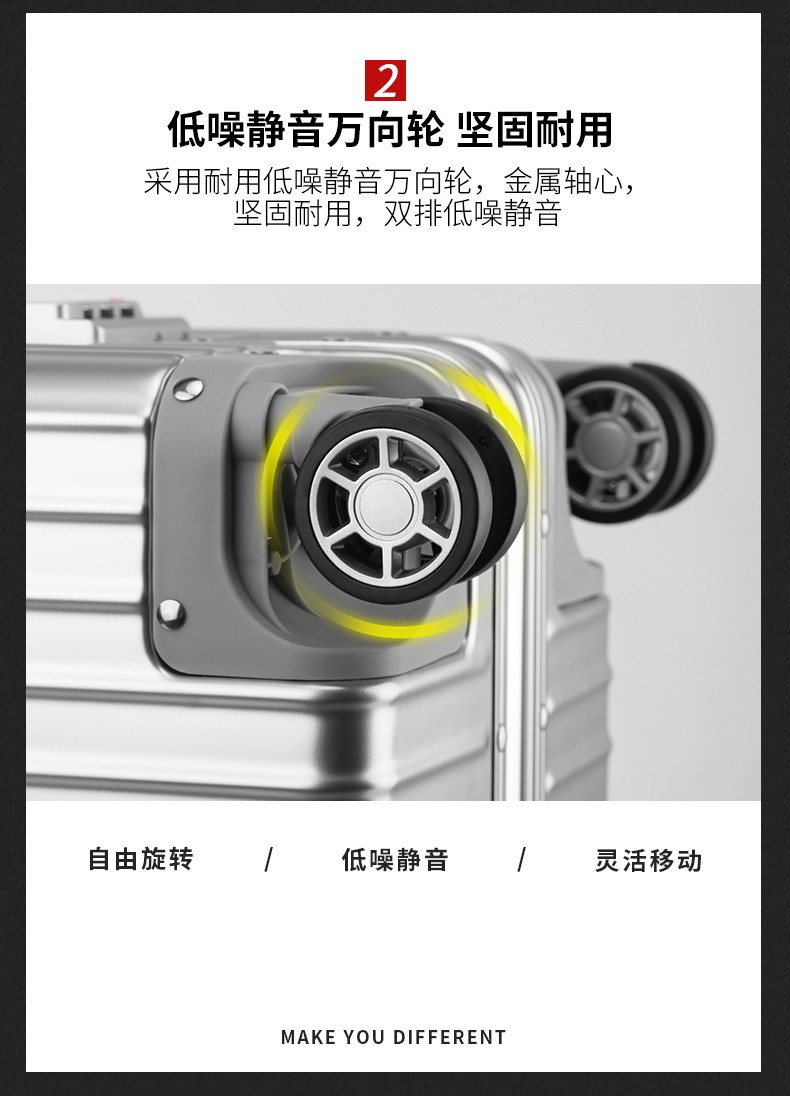 2
低噪静音万向轮 坚固耐用
采用耐用低噪静音万向轮，金属轴心，
坚固耐用，双排低噪静音
自由旋转 / 低噪静音 / 灵活移动
MAKE YOU DIFFERENT